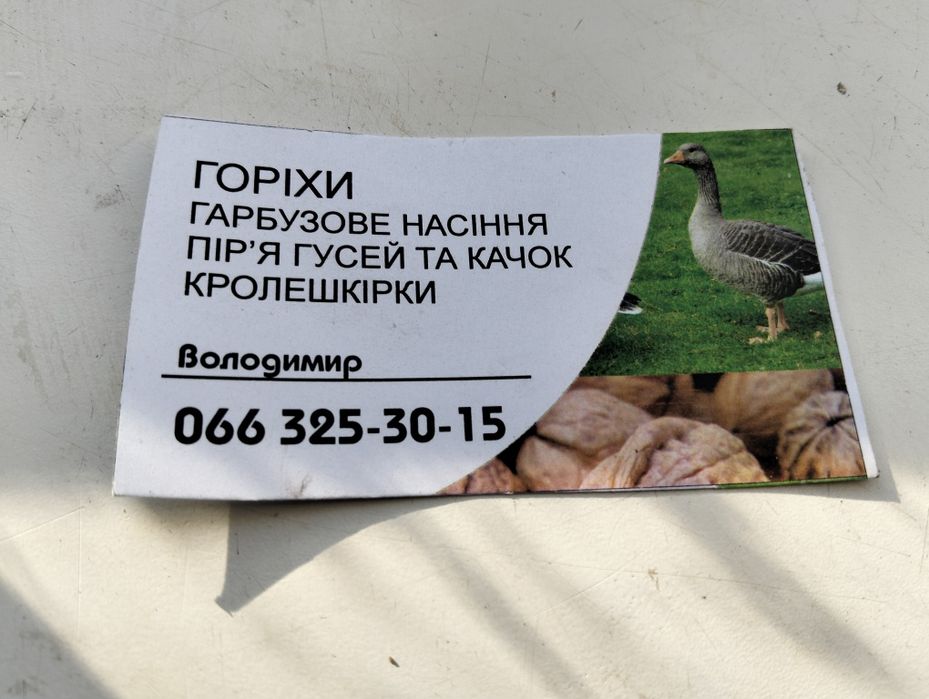 ГОРІХИ
ГАРБУЗОВЕ НАСІННЯ
ПІР'Я ГУСЕЙ ТА КАЧОК
КРОЛЕШКІРКИ
Володимир
066 325-30-15